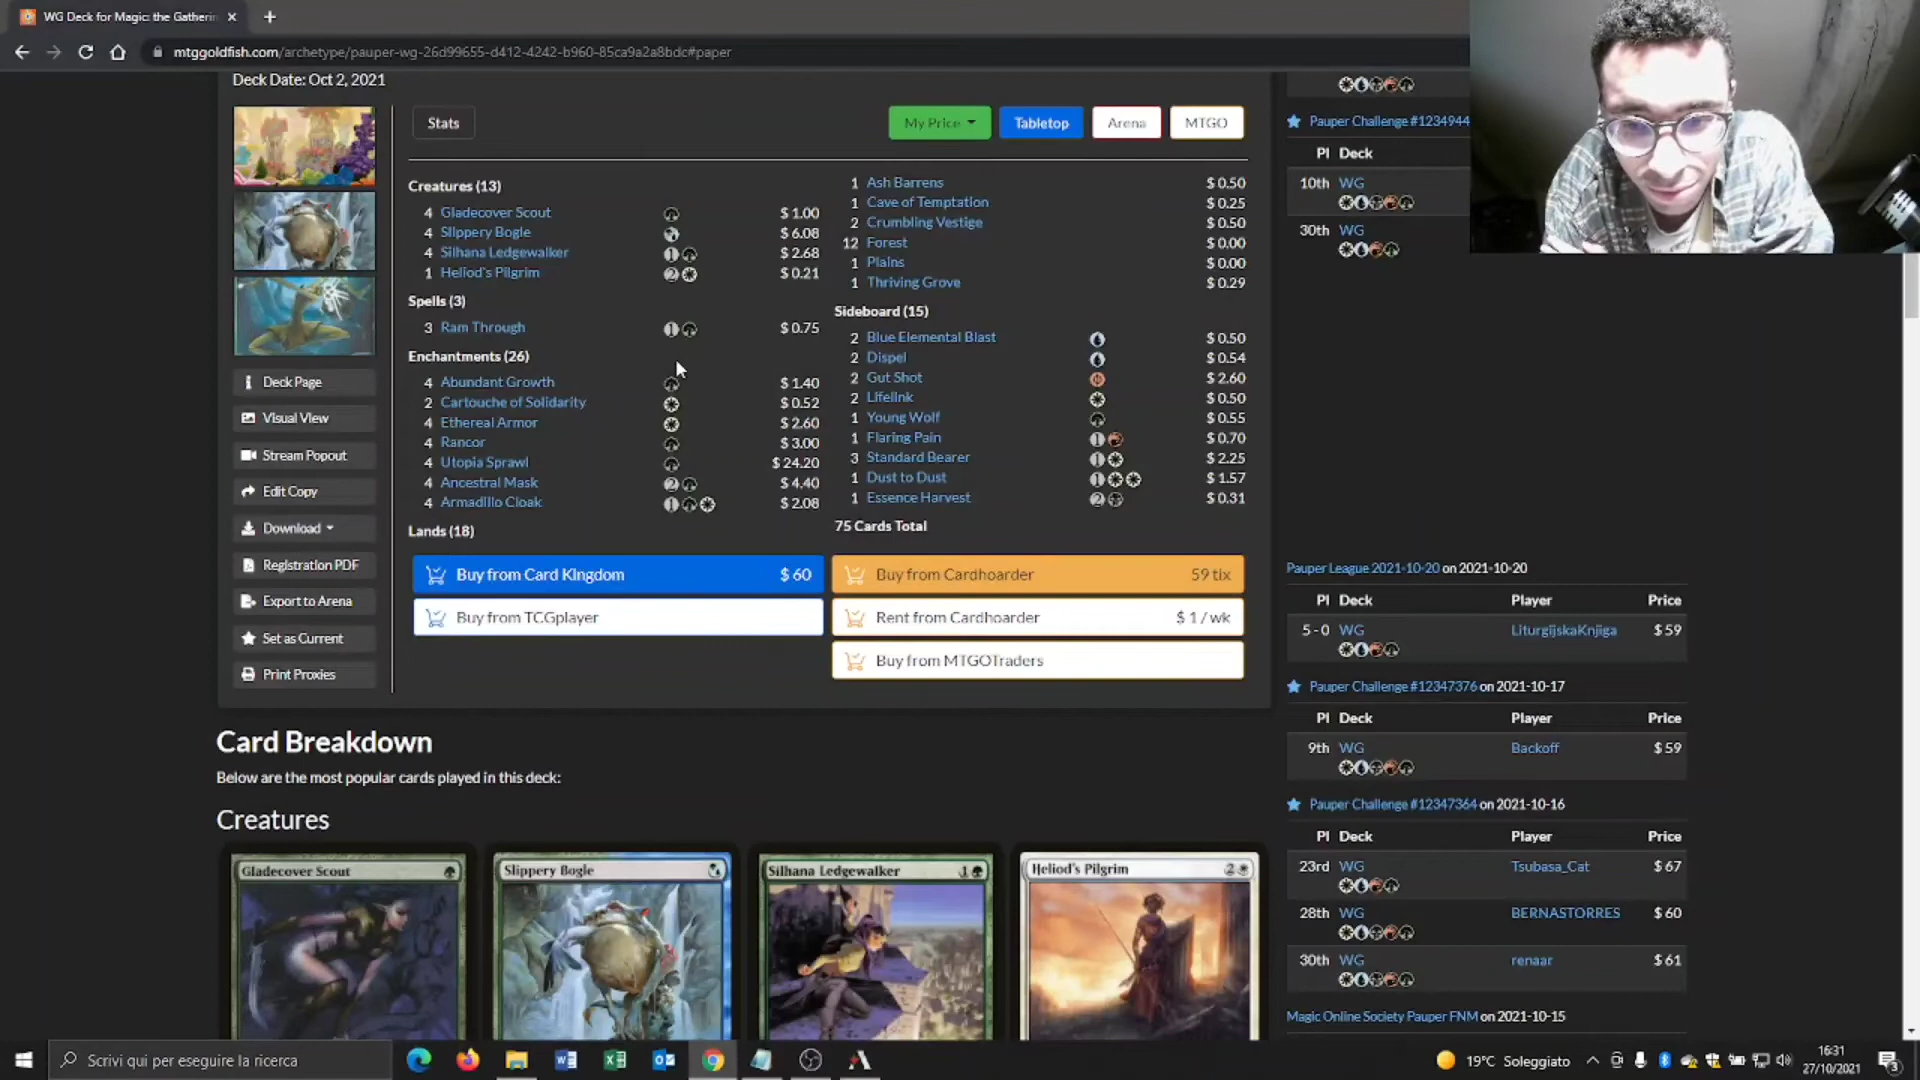 WG Deck for Magic: the Gatherin
mtggoldfish.com/archetype/pauper-wg-26d99655-d412-4242-b960-85ca9a2a8bdc#paper
Deck Date: Oct 2, 2021
Stats
My Price
Tabletop
Arena
MTGO
Creatures (13)
4 Gladecover Scout $ 1.00
4 Slippery Bogle $ 6.08
4 Silhana Ledgewalker 1 $ 2.68
1 Heliod's Pilgrim 2 $ 0.21
Spells (3)
3 Ram Through 1 $ 0.75
Enchantments (26)
4 Abundant Growth $ 1.40
2 Cartouche of Solidarity $ 0.52
4 Ethereal Armor $ 2.60
4 Rancor $ 3.00
4 Utopia Sprawl $ 24.20
4 Ancestral Mask 2 $ 4.40
4 Armadillo Cloak 1 $ 2.08
Lands (18)
1 Ash Barrens $ 0.50
1 Cave of Temptation $ 0.25
2 Crumbling Vestige $ 0.50
12 Forest $ 0.00
1 Plains $ 0.00
1 Thriving Grove $ 0.29
Sideboard (15)
2 Blue Elemental Blast $ 0.50
2 Dispel $ 0.54
2 Gut Shot $ 2.60
2 Lifelink $ 0.50
1 Young Wolf $ 0.55
1 Flaring Pain 1 $ 0.70
3 Standard Bearer 1 $ 2.25
1 Dust to Dust 1 $ 1.57
1 Essence Harvest 2 $ 0.31
75 Cards Total
Deck Page
Visual View
Stream Popout
Edit Copy
Download
Registration PDF
Export to Arena
Set as Current
Print Proxies
Buy from Card Kingdom $ 60
Buy from TCGplayer
Buy from Cardhoarder 59 tix
Rent from Cardhoarder $ 1 / wk
Buy from MTGOTraders
Card Breakdown
Below are the most popular cards played in this deck:
Creatures
Gladecover Scout
Slippery Bogle
Silhana Ledgewalker 1
Heliod's Pilgrim 2
Pauper Challenge #1234944
Pl Deck
10th WG
30th WG
Pauper League 2021-10-20 on 2021-10-20
Pl Deck Player Price
5 - 0 WG LiturgijskaKnjiga $ 59
Pauper Challenge #12347376 on 2021-10-17
Pl Deck Player Price
9th WG Backoff $ 59
Pauper Challenge #12347364 on 2021-10-16
Pl Deck Player Price
23rd WG Tsubasa_Cat $ 67
28th WG BERNASTORRES $ 60
30th WG renaar $ 61
Magic Online Society Pauper FNM on 2021-10-15
Scrivi qui per eseguire la ricerca
19°C Soleggiato
16:31
27/10/2021
3